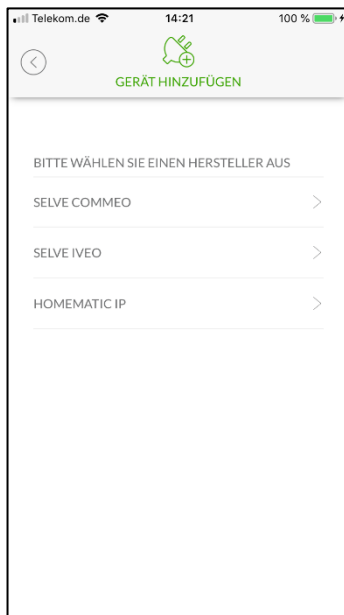 Telekom.de 14:21 100 %
GERÄT HINZUFÜGEN
BITTE WÄHLEN SIE EINEN HERSTELLER AUS
SELVE COMMEO
SELVE IVEO
HOMEMATIC IP